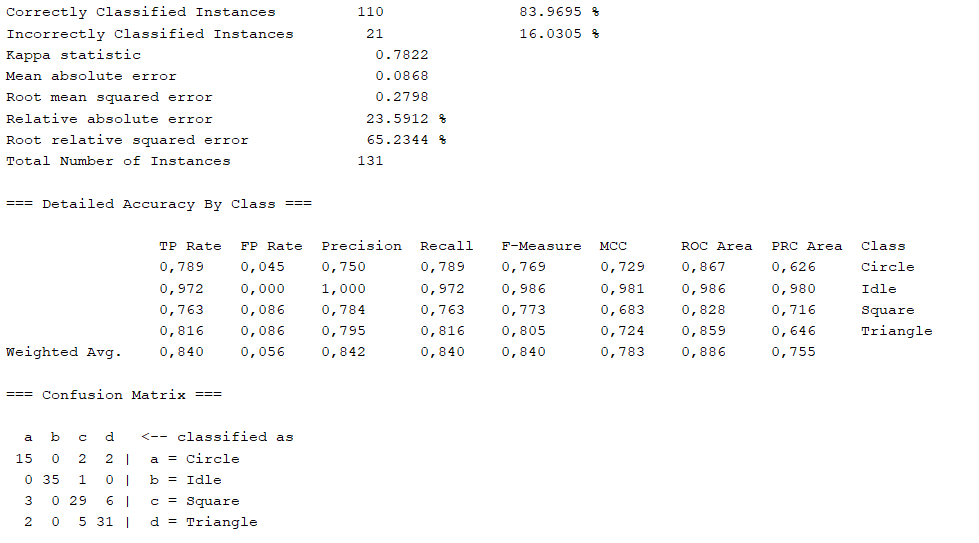 Correctly Classified Instances         110               83.9695 %
Incorrectly Classified Instances        21               16.0305 %
Kappa statistic                          0.7822
Mean absolute error                      0.0868
Root mean squared error                  0.2798
Relative absolute error                 23.5912 %
Root relative squared error             65.2344 %
Total Number of Instances              131
=== Detailed Accuracy By Class ===
                 TP Rate  FP Rate  Precision  Recall   F-Measure  MCC      ROC Area  PRC Area  Class
                 0,789    0,045    0,750      0,789    0,769      0,729    0,867     0,626     Circle
                 0,972    0,000    1,000      0,972    0,986      0,981    0,986     0,980     Idle
                 0,763    0,086    0,784      0,763    0,773      0,683    0,828     0,716     Square
                 0,816    0,086    0,795      0,816    0,805      0,724    0,859     0,646     Triangle
Weighted Avg.    0,840    0,056    0,842      0,840    0,840      0,783    0,886     0,755
=== Confusion Matrix ===
  a  b  c  d   <-- classified as
 15  0  2  2 |  a = Circle
  0 35  1  0 |  b = Idle
  3  0 29  6 |  c = Square
  2  0  5 31 |  d = Triangle